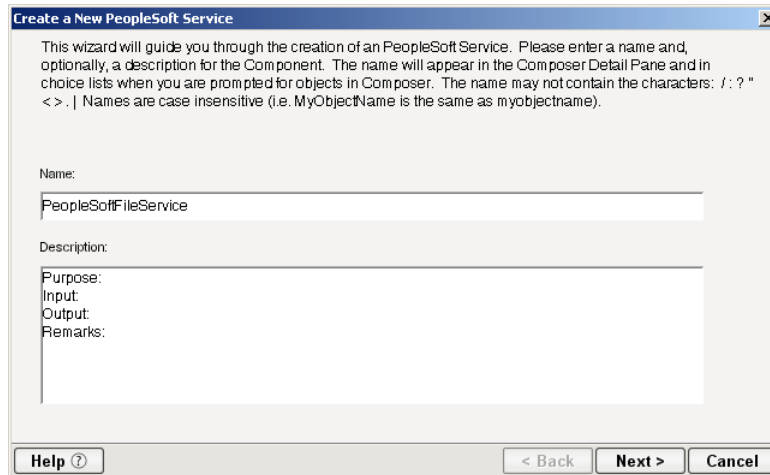 Create a New PeopleSoft Service
This wizard will guide you through the creation of an PeopleSoft Service. Please enter a name and,
optionally, a description for the Component. The name will appear in the Composer Detail Pane and in
choice lists when you are prompted for objects in Composer. The name may not contain the characters: / : ? "
< > . | Names are case insensitive (i.e. MyObjectName is the same as myobjectname).
Name:
PeopleSoftFileService
Description:
Purpose:
Input:
Output:
Remarks:
Help ?
< Back Next > Cancel